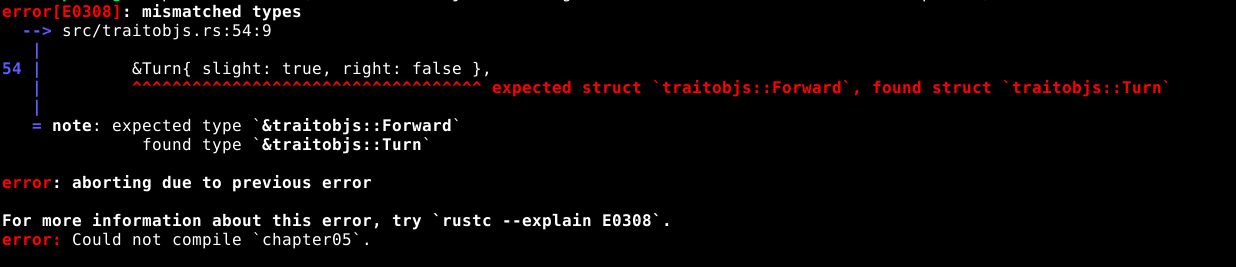 error[E0308]: mismatched types
  --> src/traitobjs.rs:54:9
   |
54 |         &Turn{ slight: true, right: false },
   |         ^^^^^^^^^^^^^^^^^^^^^^^^^^^^^^^^^^^ expected struct `traitobjs::Forward`, found struct `traitobjs::Turn`
   |
   = note: expected type `&traitobjs::Forward`
              found type `&traitobjs::Turn`
error: aborting due to previous error
For more information about this error, try `rustc --explain E0308`.
error: Could not compile `chapter05`.